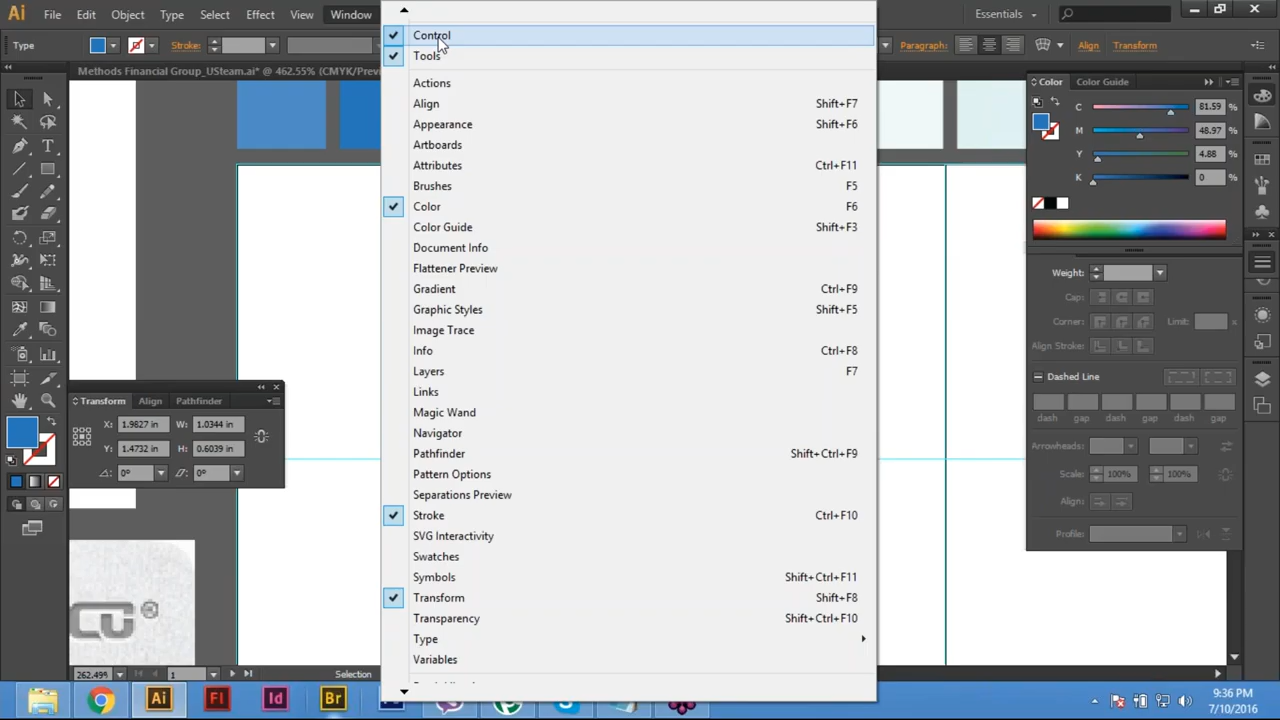 Ai File Edit Object Type Select Effect View Window Essentials
Type Stroke: Paragraph: Align Transform
Methods Financial Group_USteam.ai* @ 462.55% (CMYK/Prev
Control
Tools
Actions
Align Shift+F7
Appearance Shift+F6
Artboards
Attributes Ctrl+F11
Brushes F5
Color F6
Color Guide Shift+F3
Document Info
Flattener Preview
Gradient Ctrl+F9
Graphic Styles Shift+F5
Image Trace
Info Ctrl+F8
Layers F7
Links
Magic Wand
Navigator
Pathfinder Shift+Ctrl+F9
Pattern Options
Separations Preview
Stroke Ctrl+F10
SVG Interactivity
Swatches
Symbols Shift+Ctrl+F11
Transform Shift+F8
Transparency Shift+Ctrl+F10
Type
Variables
Color Color Guide
C 81.59 %
M 48.97 %
Y 4.88 %
K 0 %
Weight:
Cap:
Corner: Limit: x
Align Stroke:
Dashed Line
dash gap dash gap dash gap
Arrowheads:
Scale: 100% 100%
Align:
Profile:
Transform Align Pathfinder
X: 1.9827 in W: 1.0344 in
Y: 1.4732 in H: 0.6039 in
0° 0°
®
262.49% 1 Selection
Ai Fl Id Br
9:36 PM
7/10/2016